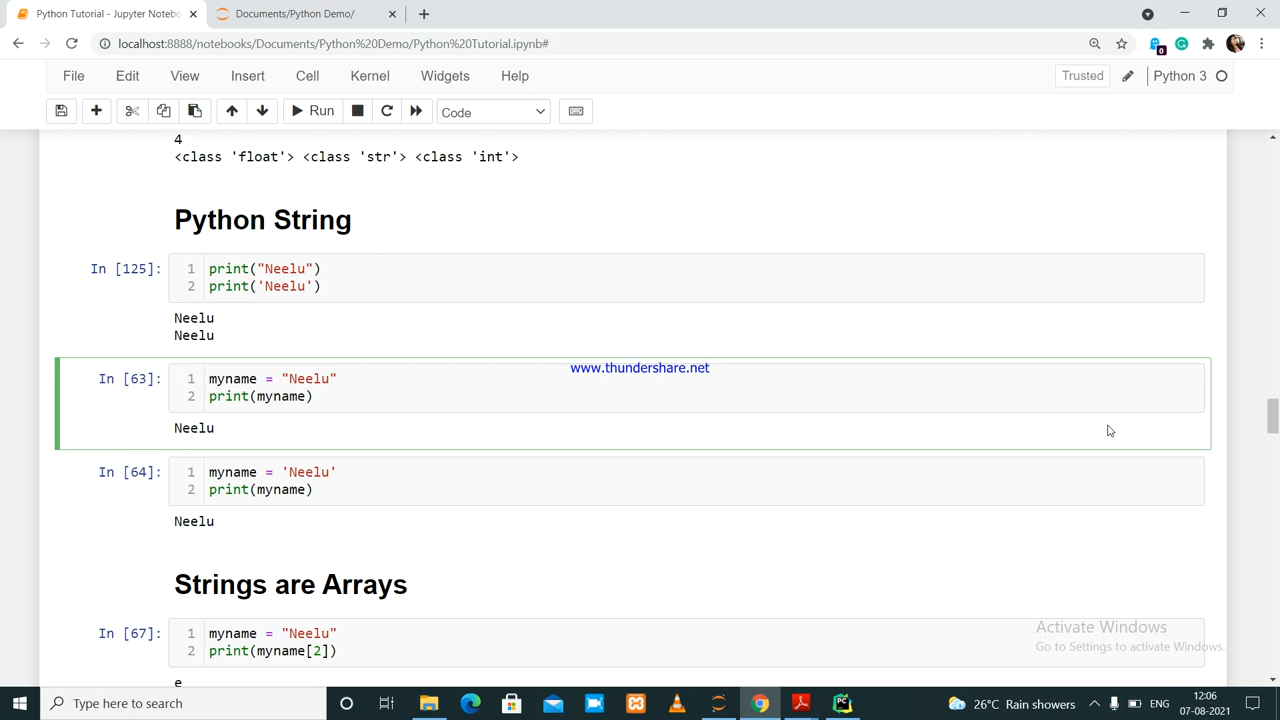 Python Tutorial - Jupyter Notebo
Documents/Python Demo/
localhost:8888/notebooks/Documents/Python%20Demo/Python%20Tutorial.ipynb#
0
File Edit View Insert Cell Kernel Widgets Help Trusted Python 3
Run Code
4
<class 'float'> <class 'str'> <class 'int'>
Python String
In [125]: 1 print("Neelu")
2 print('Neelu')
Neelu
Neelu
www.thundershare.net
In [63]: 1 myname = "Neelu"
2 print(myname)
Neelu
In [64]: 1 myname = 'Neelu'
2 print(myname)
Neelu
Strings are Arrays
In [67]: 1 myname = "Neelu"
2 print(myname[2])
e
Activate Windows
Go to Settings to activate Windows.
Type here to search
PC
26°C Rain showers
ENG
12:06
07-08-2021